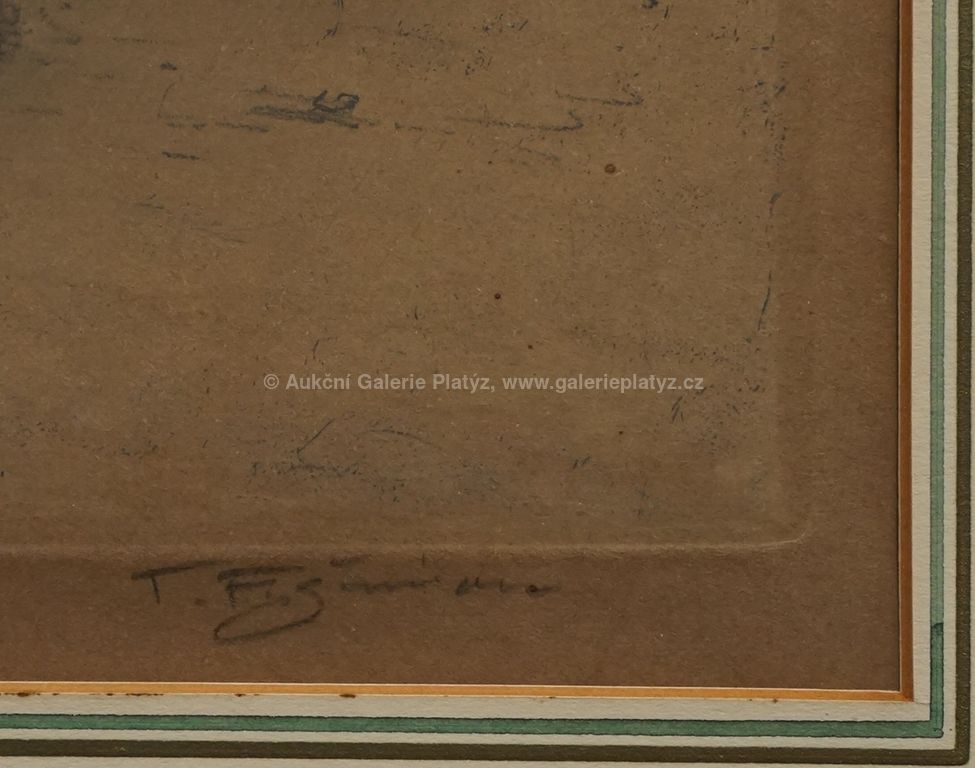 © Aukční Galerie Platýz, www.galerieplatyz.cz
T. F. Šimon